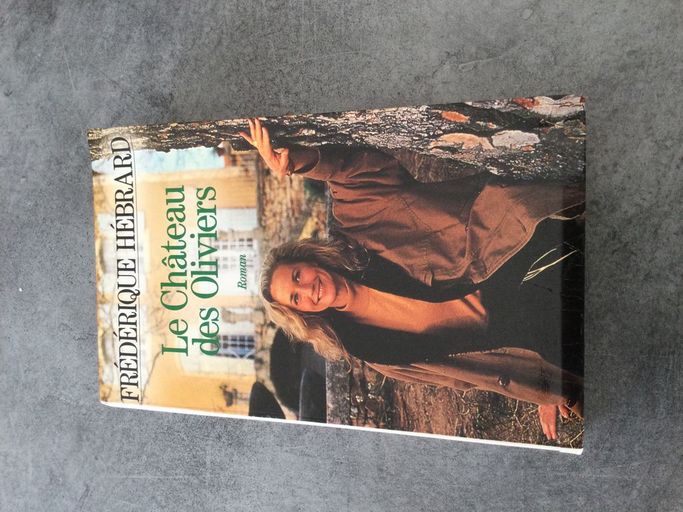 FRÉDÉRIQUE HÉBRARD
Le Château
des Oliviers
Roman